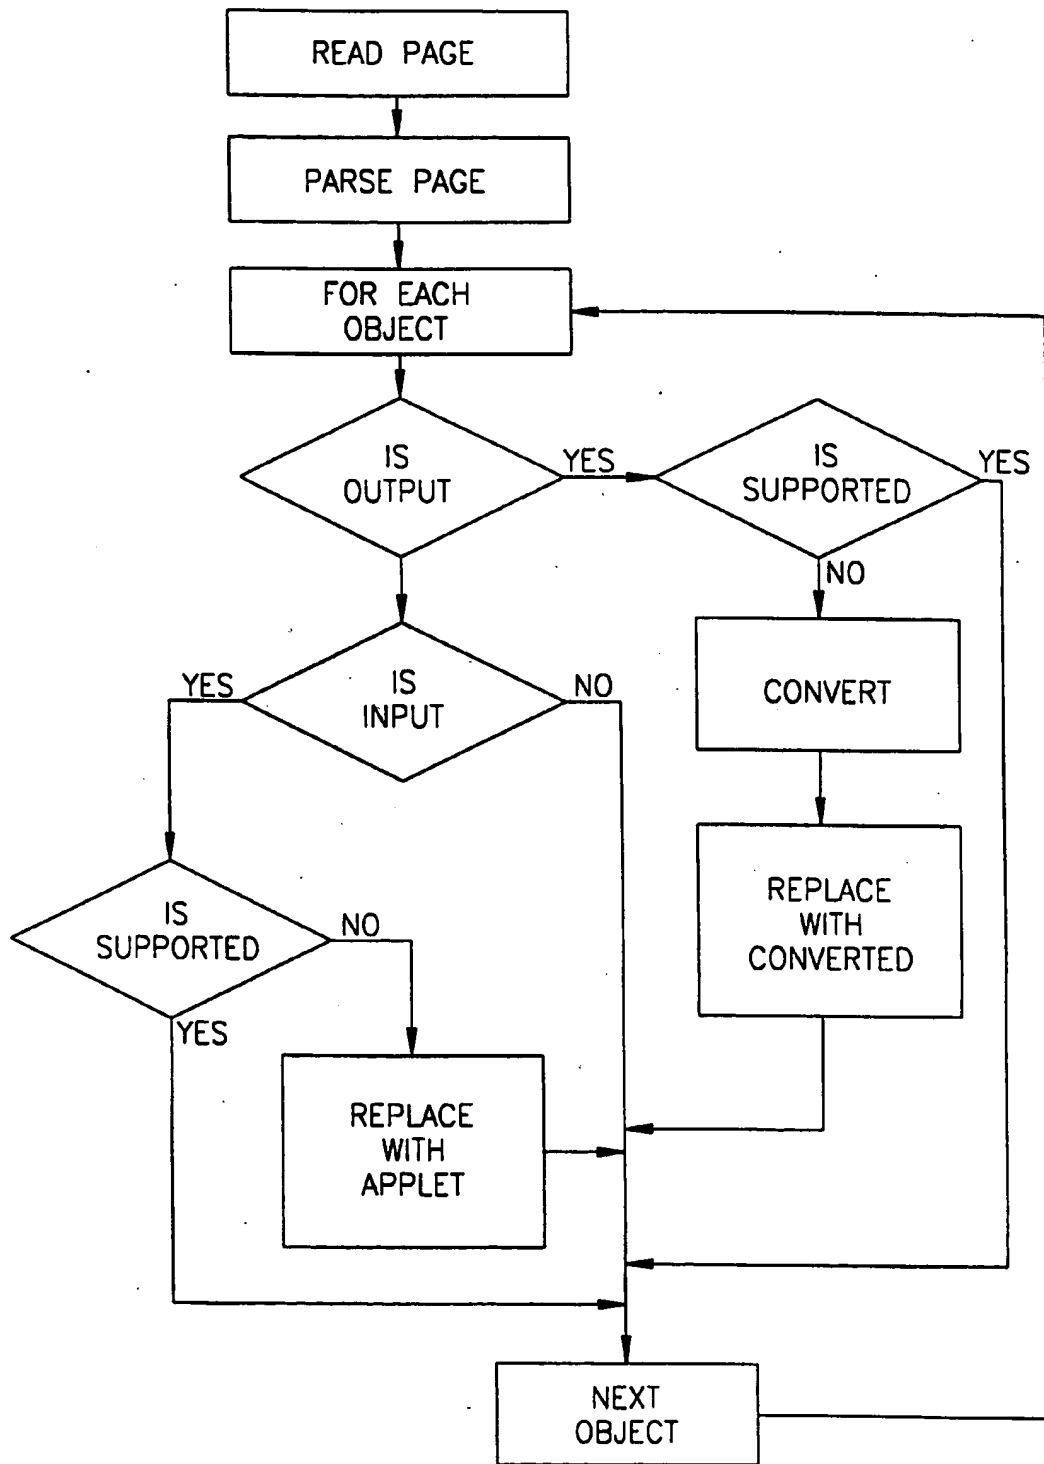 READ PAGE
PARSE PAGE
FOR EACH
OBJECT
IS
OUTPUT
YES
IS
SUPPORTED
YES
NO
YES
IS
INPUT
NO
CONVERT
IS
SUPPORTED
NO
YES
REPLACE
WITH
CONVERTED
REPLACE
WITH
APPLET
NEXT
OBJECT